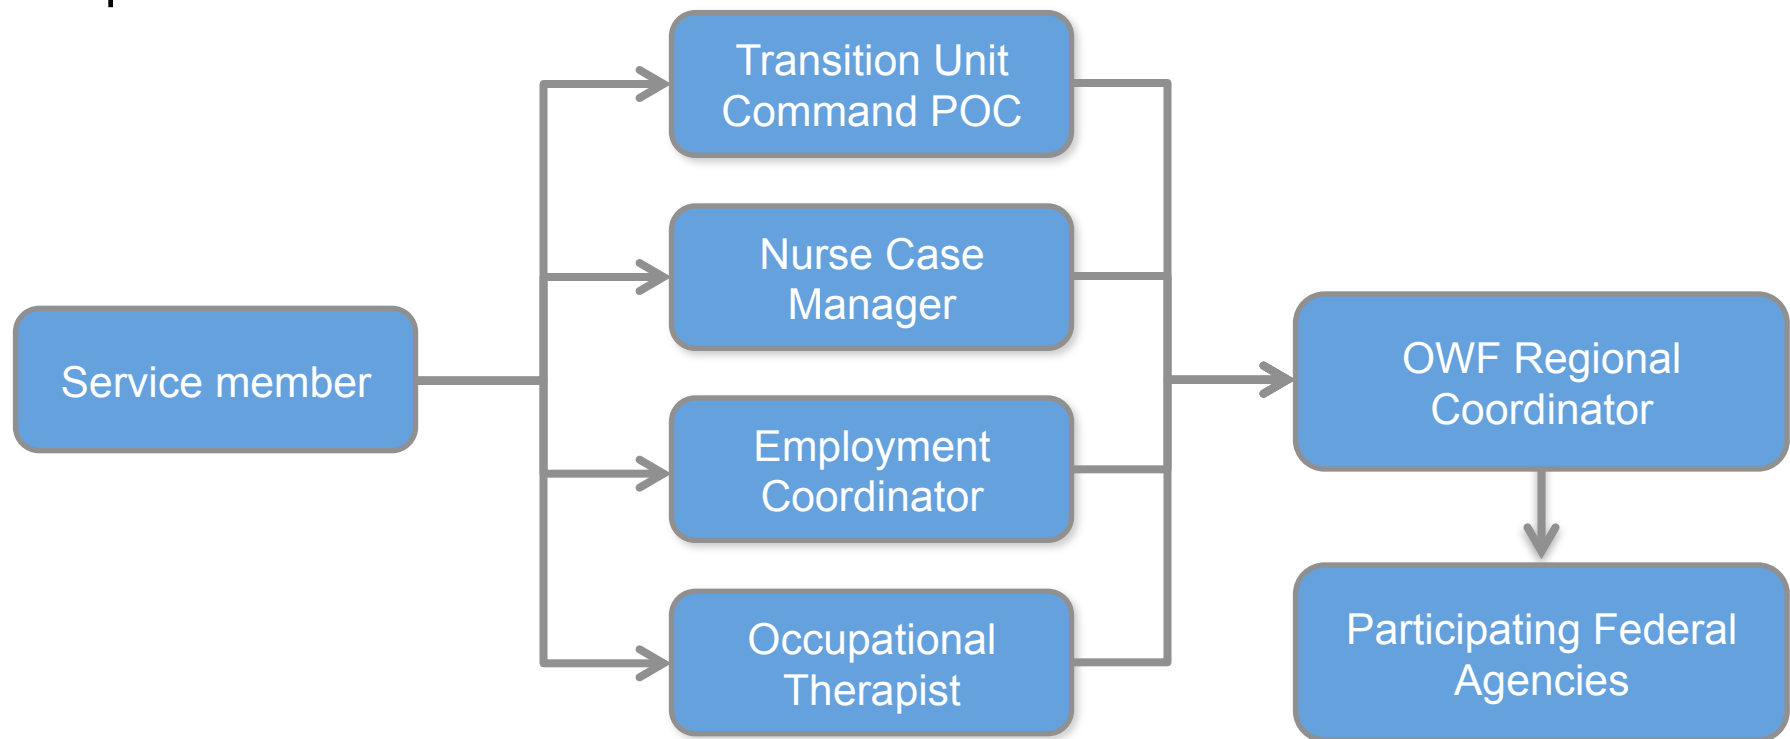 Transition Unit
Command POC
Nurse Case
Manager
Service member
OWF Regional
Coordinator
Employment
Coordinator
Occupational
Therapist
Participating Federal
Agencies